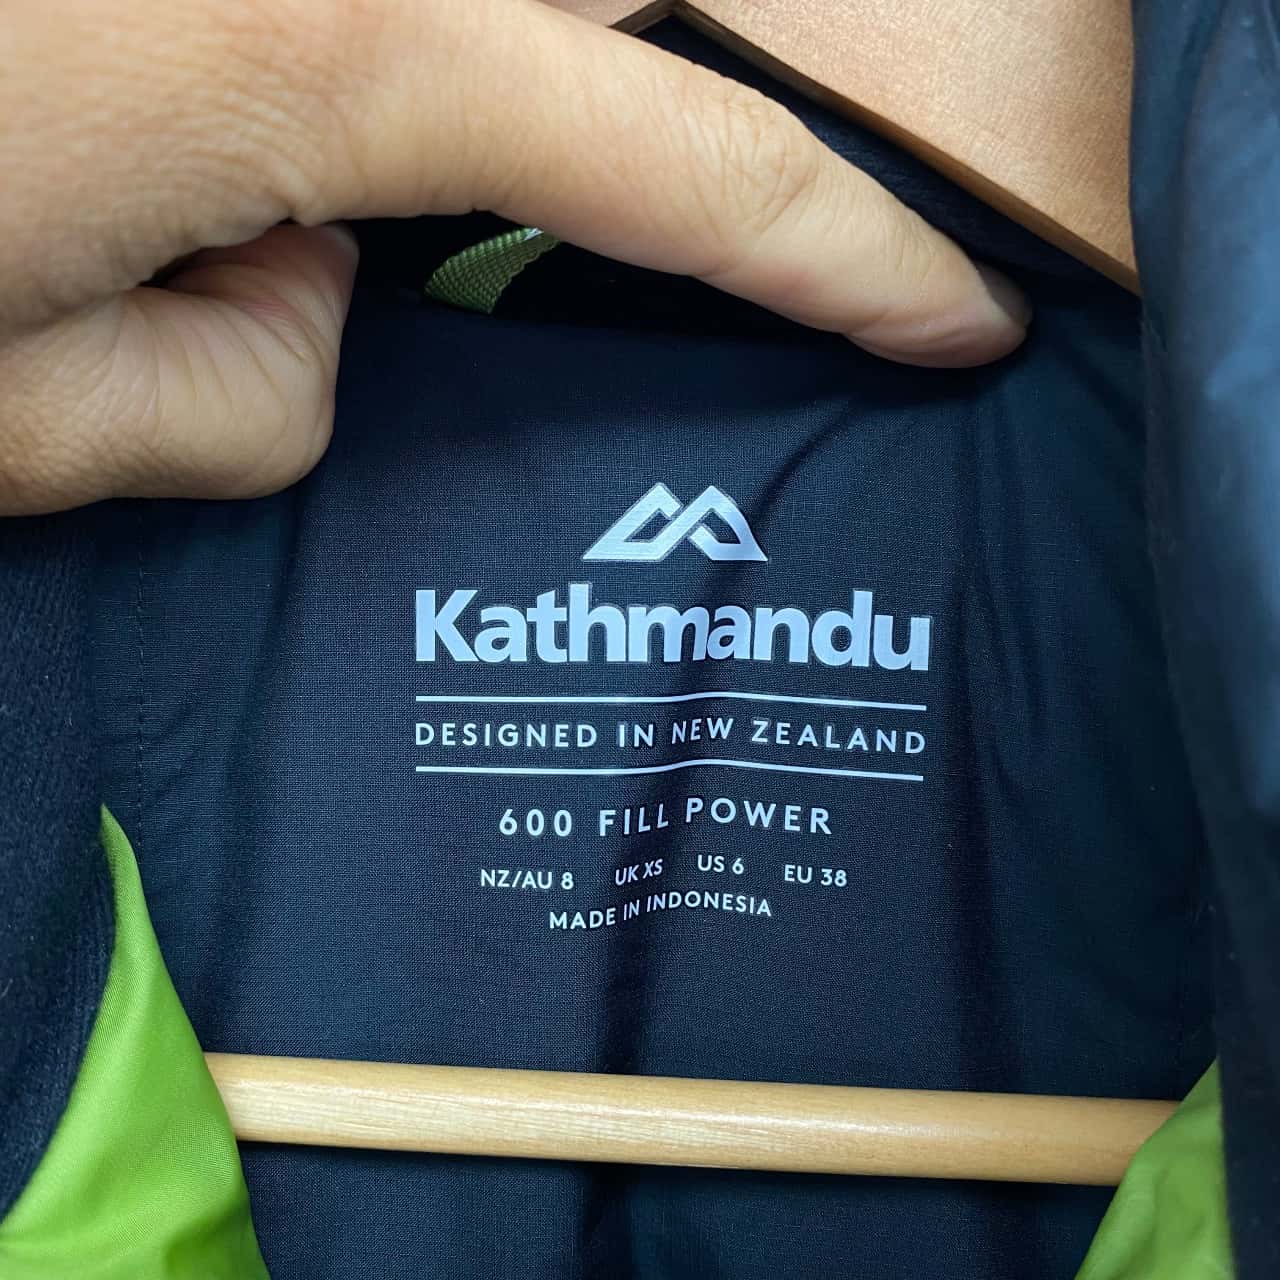 Kathmandu
DESIGNED IN NEW ZEALAND
600 FILL POWER
NZ/AU 8 UK XS US 6 EU 38
MADE IN INDONESIA